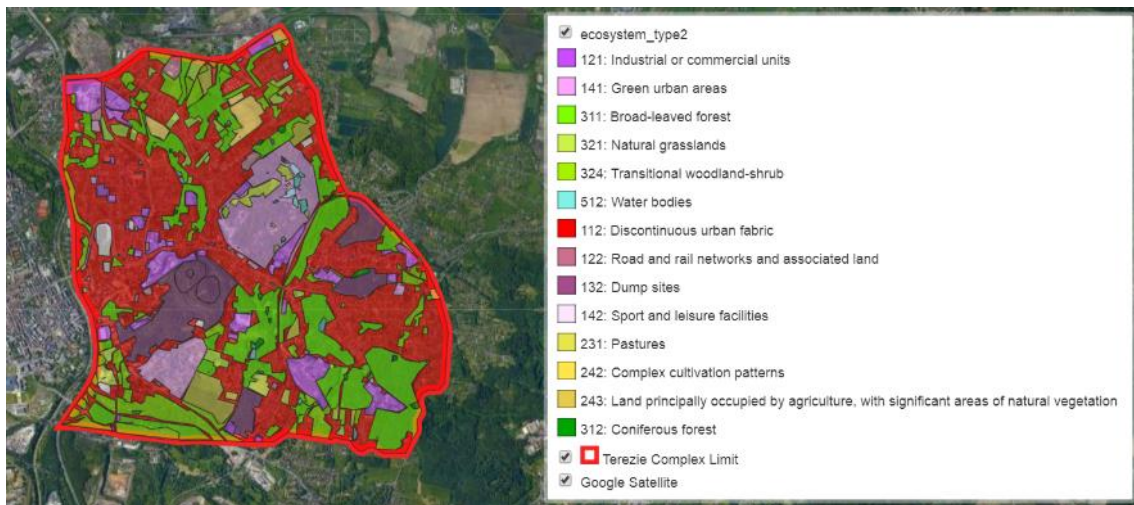 ecosystem_type2
121: Industrial or commercial units
141: Green urban areas
311: Broad-leaved forest
321: Natural grasslands
324: Transitional woodland-shrub
512: Water bodies
112: Discontinuous urban fabric
122: Road and rail networks and associated land
132: Dump sites
142: Sport and leisure facilities
231: Pastures
242: Complex cultivation patterns
243: Land principally occupied by agriculture, with significant areas of natural vegetation
312: Coniferous forest
Terezie Complex Limit
Google Satellite